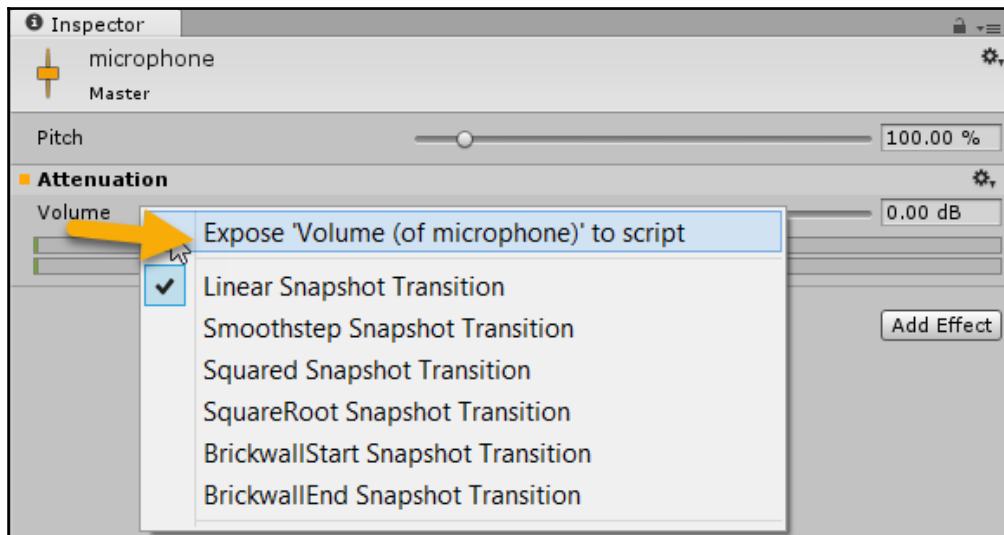 Inspector
microphone
Master
Pitch 100.00 %
Attenuation
Volume 0.00 dB
Expose 'Volume (of microphone)' to script
Linear Snapshot Transition
Smoothstep Snapshot Transition
Squared Snapshot Transition
SquareRoot Snapshot Transition
BrickwallStart Snapshot Transition
BrickwallEnd Snapshot Transition
Add Effect